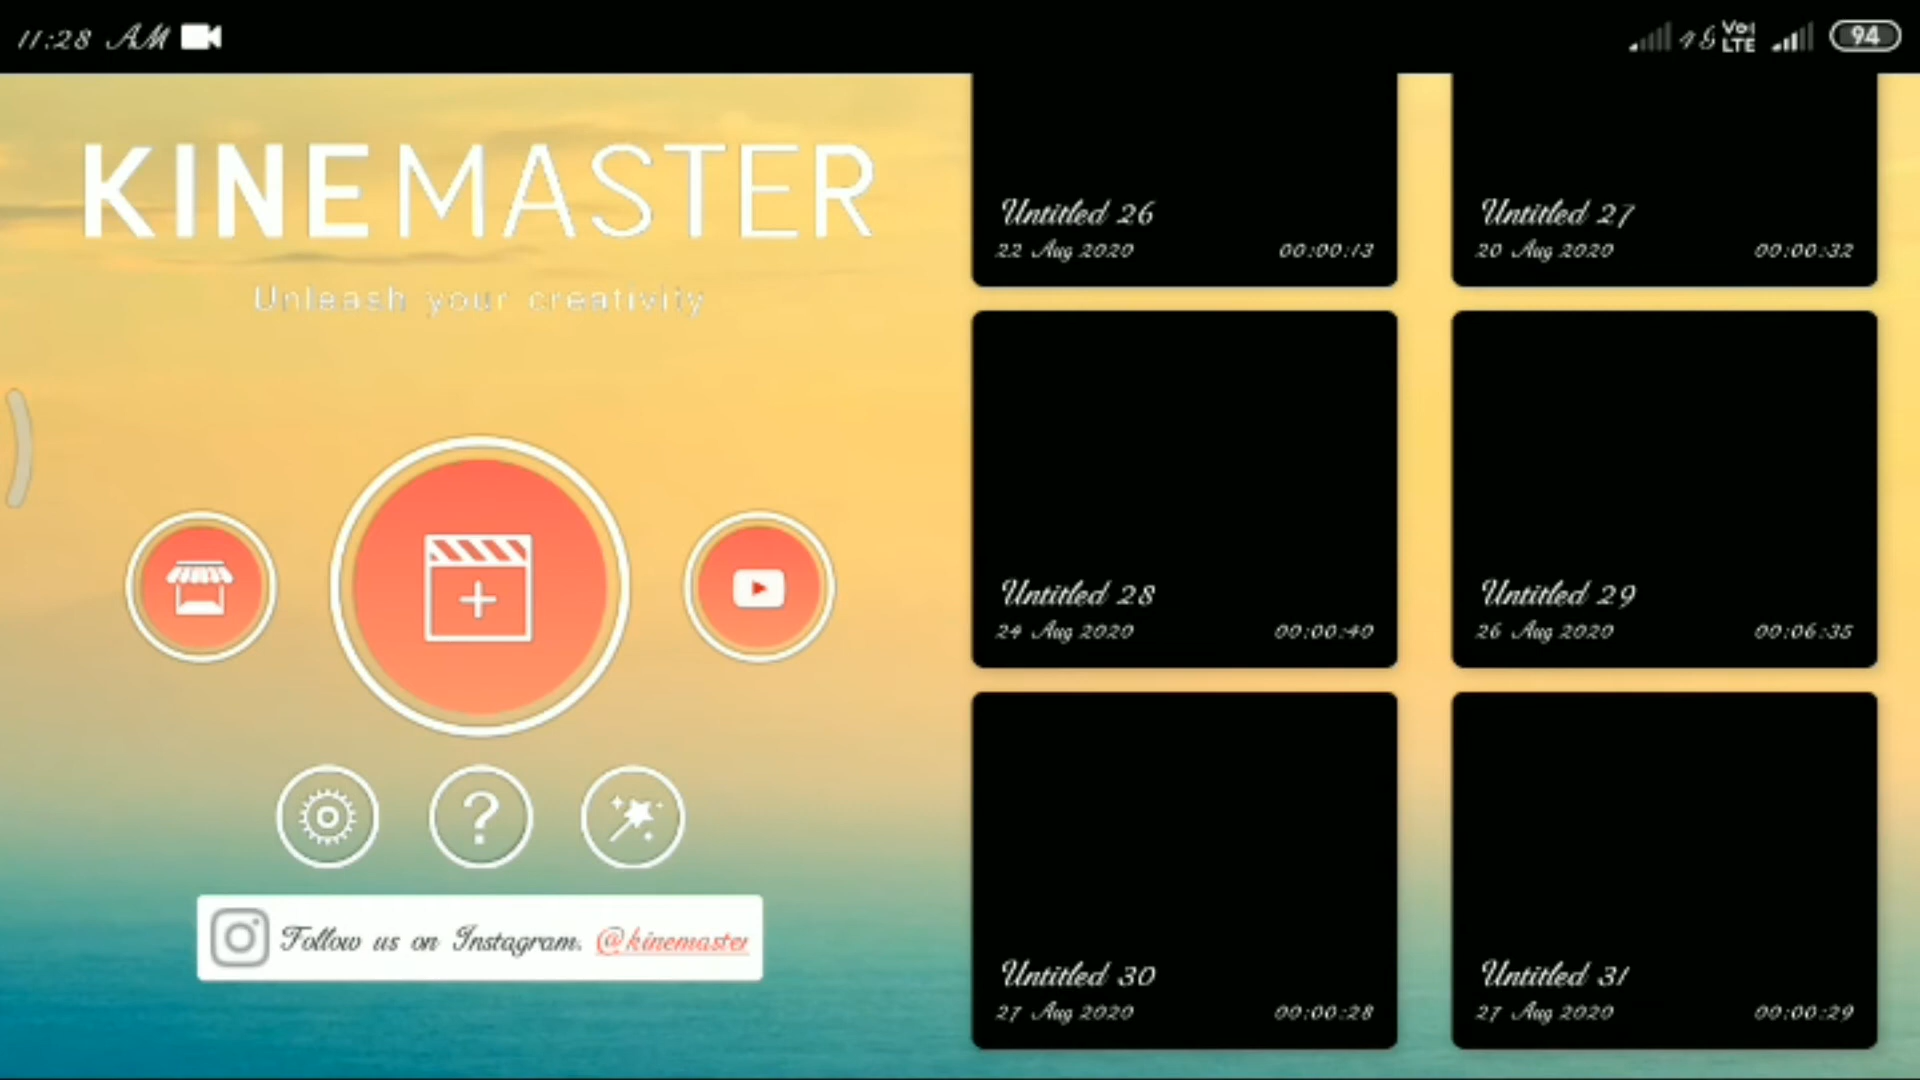 11:28 AM
4G Vo! LTE 94
KINEMASTER
Unleash your creativity
Follow us on Instagram. @kinemaster
Untitled 26
22 Aug 2020 00:00:13
Untitled 27
20 Aug 2020 00:00:32
Untitled 28
24 Aug 2020 00:00:40
Untitled 29
26 Aug 2020 00:06:35
Untitled 30
27 Aug 2020 00:00:28
Untitled 31
27 Aug 2020 00:00:29